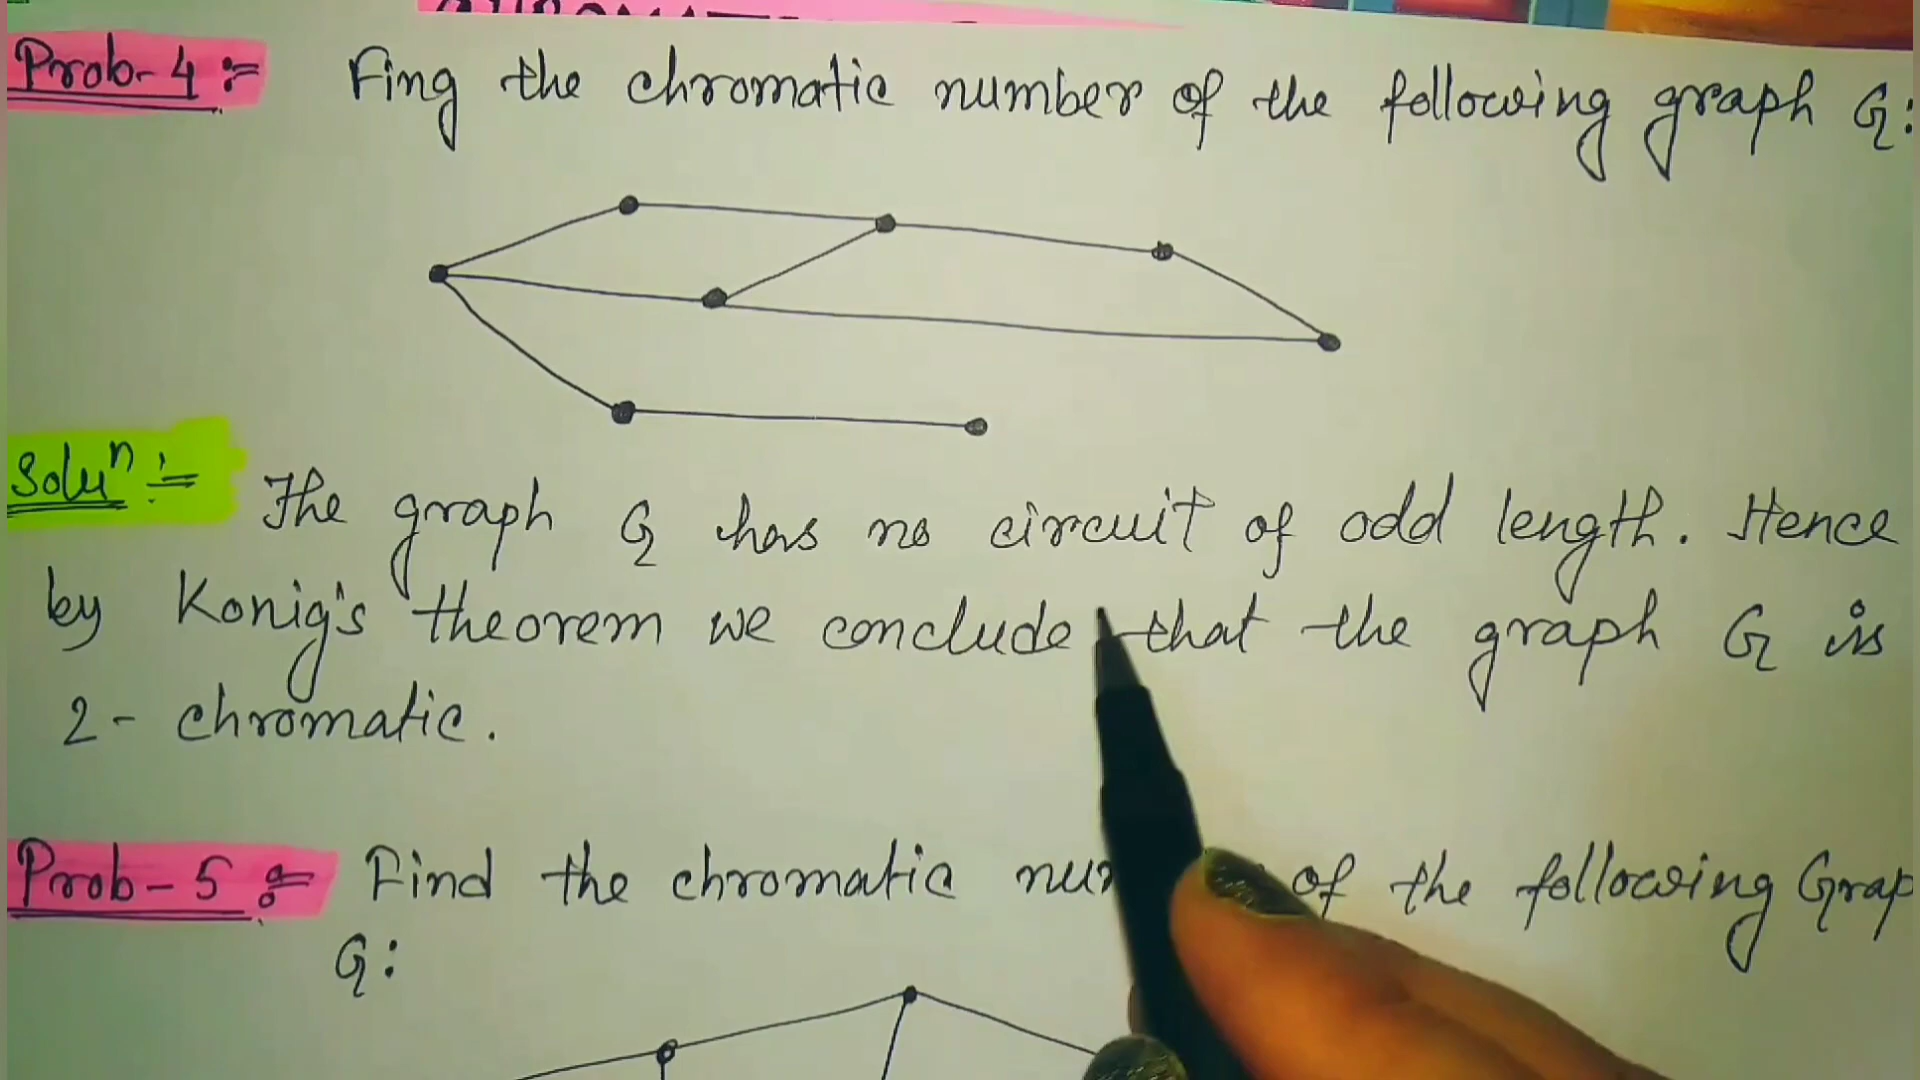 Prob-4 := Fing the chromatic number of the following graph G:
Soluⁿ := The graph G has no circuit of odd length. Hence
by Konig's theorem we conclude that the graph G is
2- chromatic.
Prob-5 := Find the chromatic of the following Grap
G: